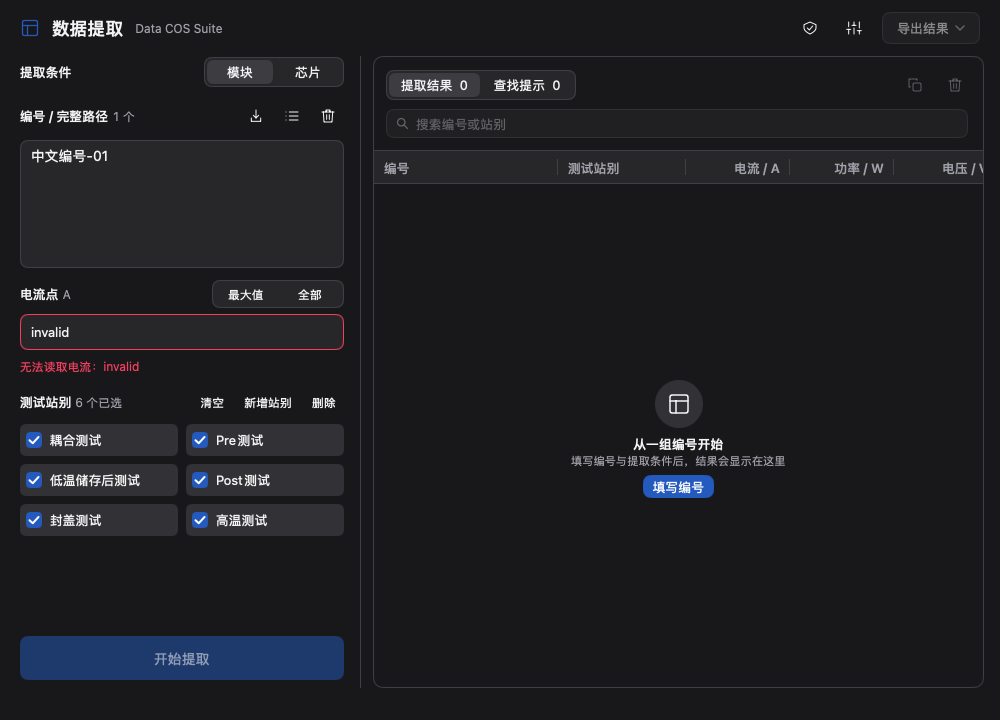 数据提取 Data COS Suite
导出结果
提取条件
模块 芯片
编号 / 完整路径 1 个
中文编号-01
电流点 A
最大值 全部
invalid
无法读取电流：invalid
测试站别 6 个已选
清空 新增站别 删除
耦合测试 Pre测试
低温储存后测试 Post测试
封盖测试 高温测试
开始提取
提取结果 0 查找提示 0
搜索编号或站别
编号 测试站别 电流 / A 功率 / W 电压 / V
从一组编号开始
填写编号与提取条件后，结果会显示在这里
填写编号